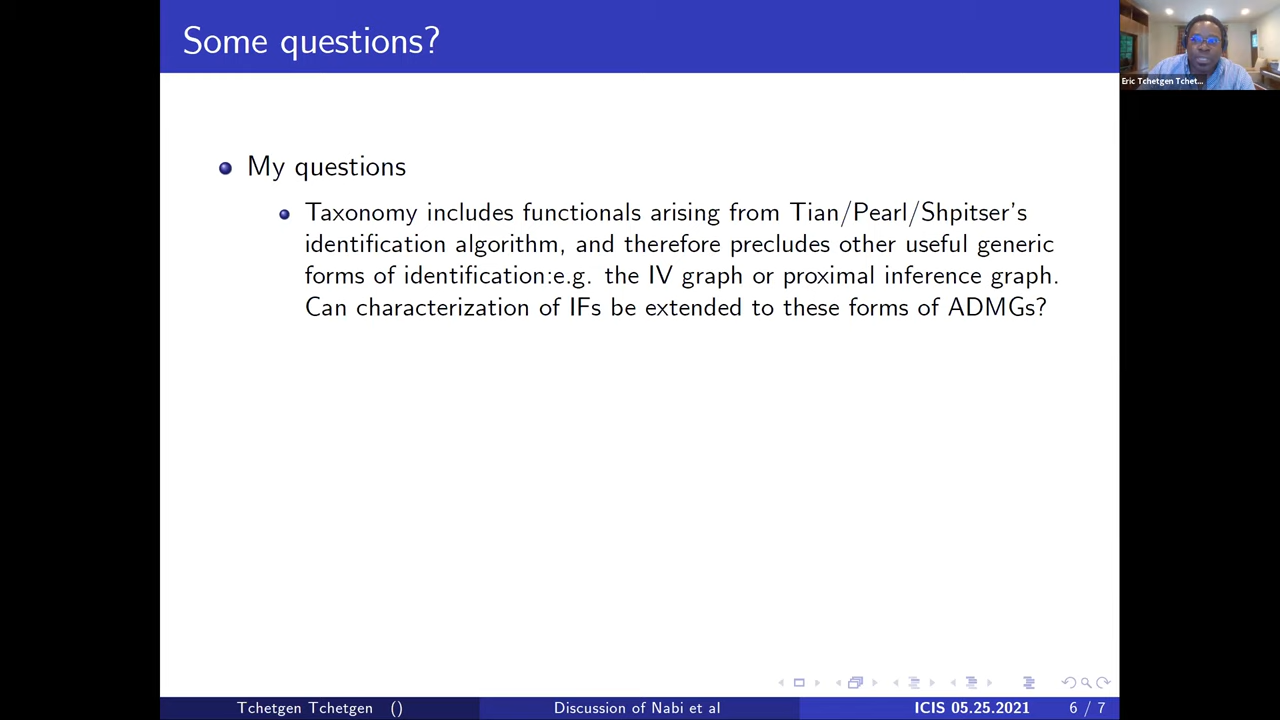 Some questions?
My questions
Taxonomy includes functionals arising from Tian/Pearl/Shpitser's
identification algorithm, and therefore precludes other useful generic
forms of identification:e.g. the IV graph or proximal inference graph.
Can characterization of IFs be extended to these forms of ADMGs?
Eric Tchetgen Tchet...
Tchetgen Tchetgen ()
Discussion of Nabi et al
ICIS 05.25.2021
6 / 7